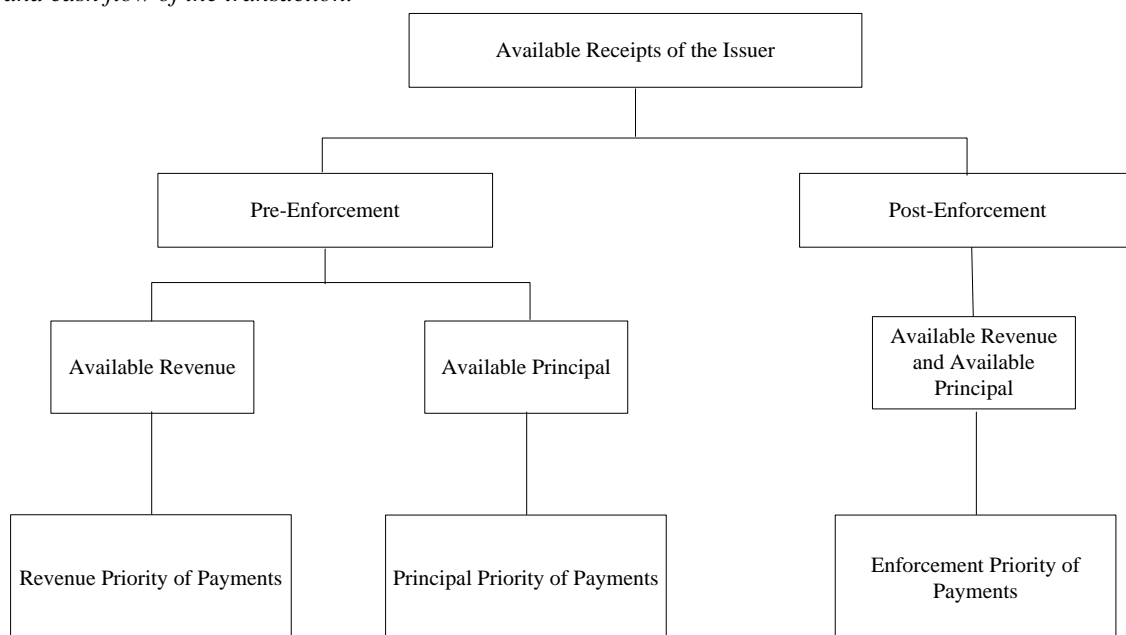 and cash flow of the transaction.
Available Receipts of the Issuer
Pre-Enforcement
Post-Enforcement
Available Revenue
Available Principal
Available Revenue
and Available
Principal
Revenue Priority of Payments
Principal Priority of Payments
Enforcement Priority of
Payments